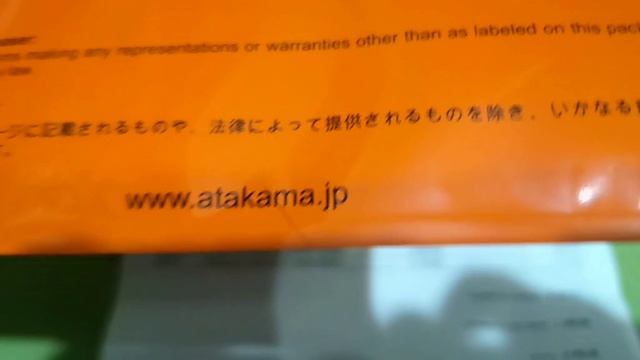 making any representations or warranties other than as labeled on this
law.
ージに記載されるものや、法律によって提供されるものを除き、いかなる
www.atakama.jp